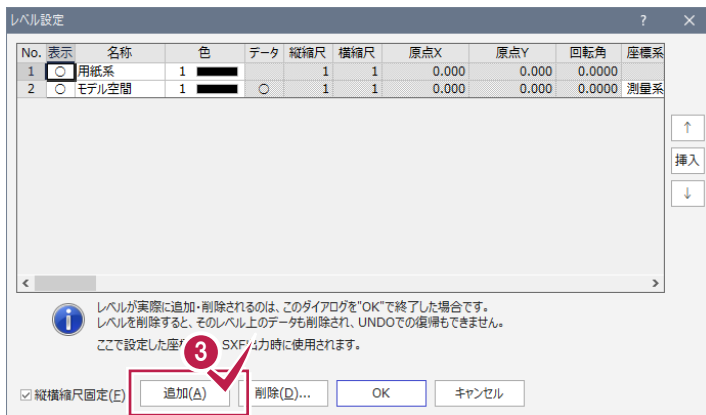 レベル設定 ? ×
No. 表示 名称 色 データ 縦縮尺 横縮尺 原点X 原点Y 回転角 座標系
1 ○ 用紙系 1 1 1 0.000 0.000 0.0000
2 ○ モデル空間 1 ○ 1 1 0.000 0.000 0.0000 測量系
↑
挿入
↓
レベルが実際に追加・削除されるのは、このダイアログを"OK"で終了した場合です。
レベルを削除すると、そのレベル上のデータも削除され、UNDOでの復帰もできません。
ここで設定した座 SXF 力時に使用されます。
3
縦横縮尺固定(F) 追加(A) 削除(D)... OK キャンセル